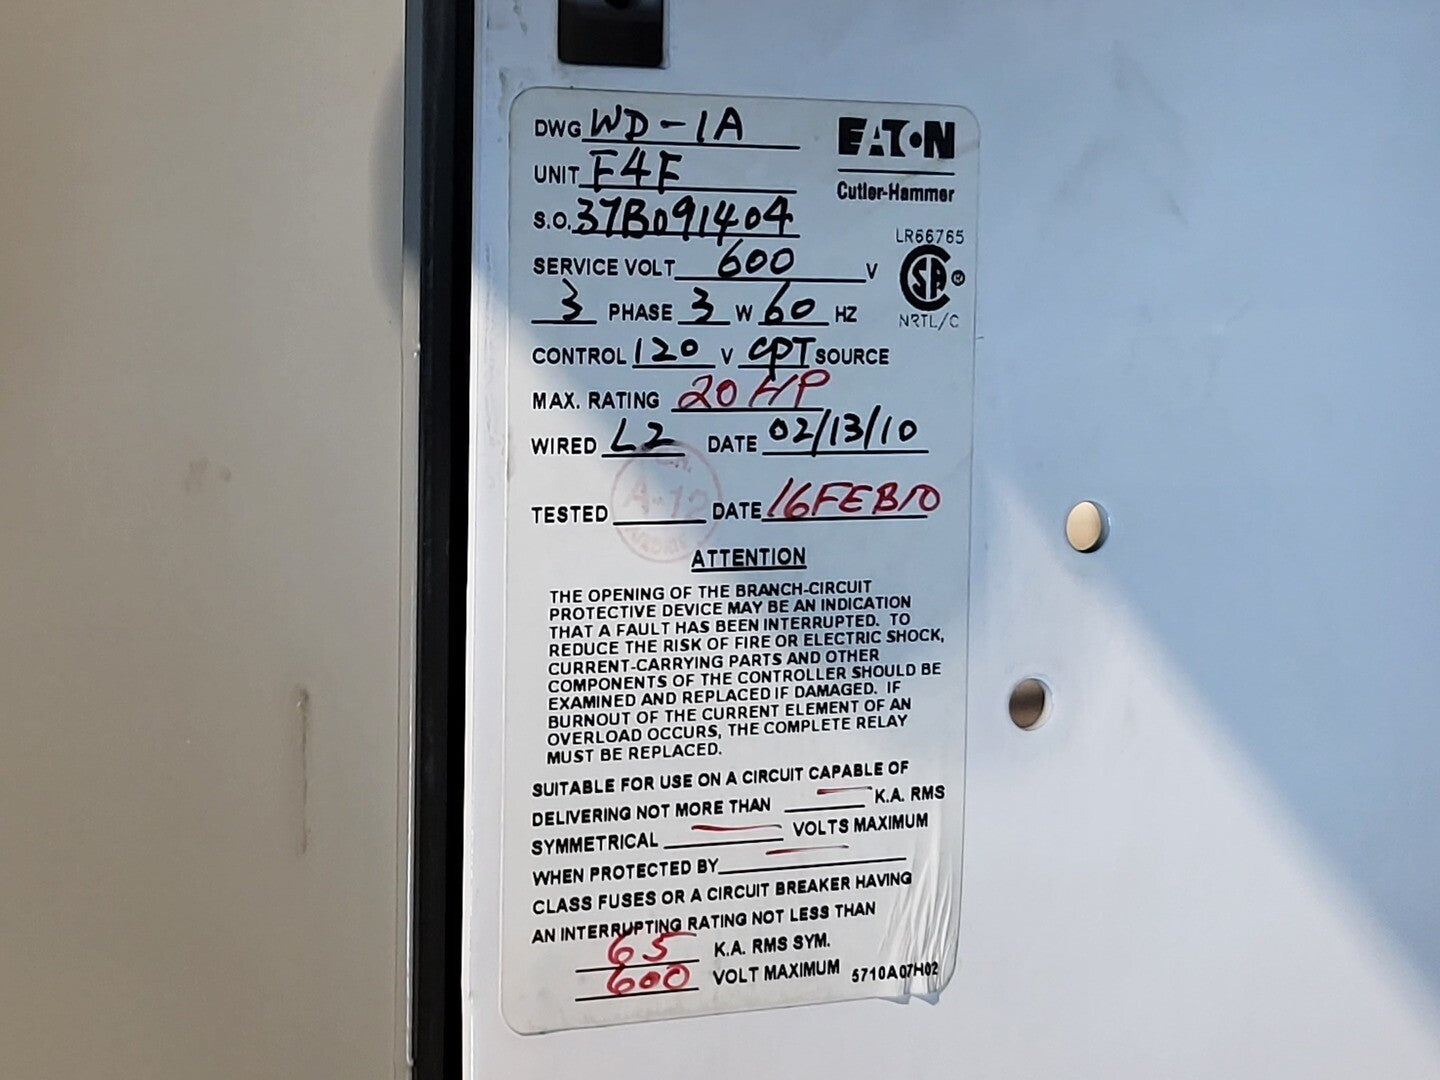 DWG WD-1A
EATON
UNIT F4F
Cutler-Hammer
S.O. 37B091404
LR66765
SERVICE VOLT 600 V
SA ®
3 PHASE 3 W 60 HZ
NRTL/C
CONTROL 120 V CPT SOURCE
MAX. RATING 20 HP
WIRED L2 DATE 02/13/10
A-12
TESTED DATE 16FEB10
ATTENTION
THE OPENING OF THE BRANCH-CIRCUIT
PROTECTIVE DEVICE MAY BE AN INDICATION
THAT A FAULT HAS BEEN INTERRUPTED. TO
REDUCE THE RISK OF FIRE OR ELECTRIC SHOCK,
CURRENT-CARRYING PARTS AND OTHER
COMPONENTS OF THE CONTROLLER SHOULD BE
EXAMINED AND REPLACED IF DAMAGED. IF
BURNOUT OF THE CURRENT ELEMENT OF AN
OVERLOAD OCCURS, THE COMPLETE RELAY
MUST BE REPLACED.
SUITABLE FOR USE ON A CIRCUIT CAPABLE OF
DELIVERING NOT MORE THAN K.A. RMS
SYMMETRICAL VOLTS MAXIMUM
WHEN PROTECTED BY
CLASS FUSES OR A CIRCUIT BREAKER HAVING
AN INTERRUPTING RATING NOT LESS THAN
65 K.A. RMS SYM.
600 VOLT MAXIMUM 5710A07H02